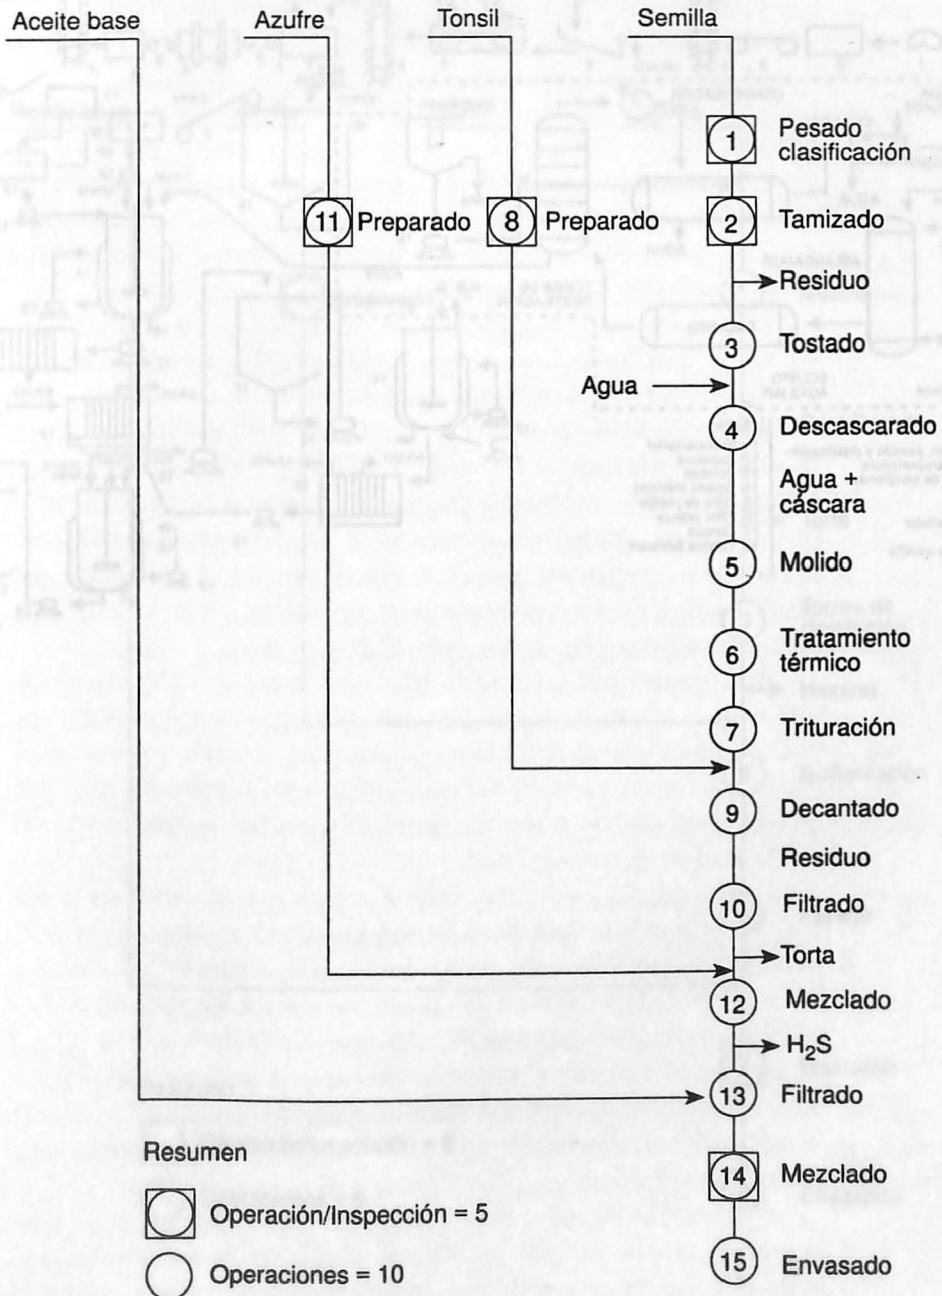 Aceite base
Azufre
Tonsil
Semilla
1 Pesado
clasificación
11 Preparado
8 Preparado
2 Tamizado
Residuo
3 Tostado
Agua
4 Descascarado
Agua +
cáscara
5 Molido
6 Tratamiento
térmico
7 Trituración
9 Decantado
Residuo
10 Filtrado
Torta
12 Mezclado
H₂S
13 Filtrado
14 Mezclado
15 Envasado
Resumen
Operación/Inspección = 5
Operaciones = 10